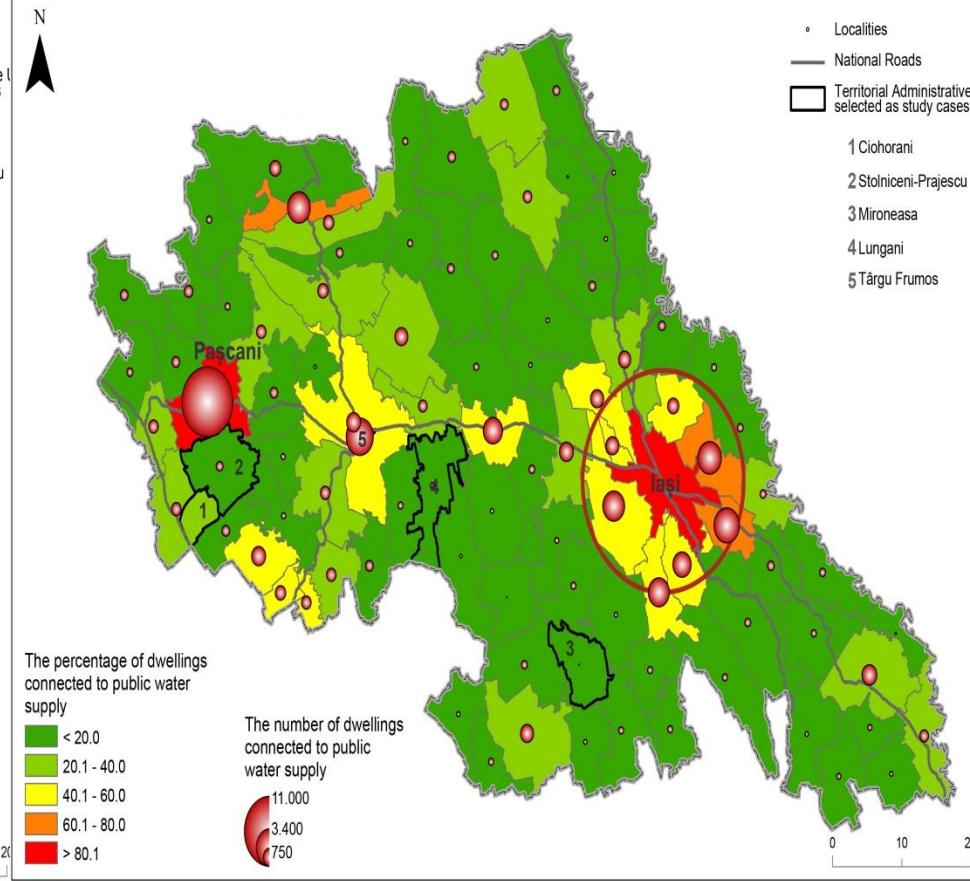 N
Localities
National Roads
Territorial Administrative
selected as study cases
1 Ciohorani
2 Stolniceni-Prajescu
3 Mironeasa
4 Lungani
5 Târgu Frumos
Paşcani
5
2
4
Iaşi
1
3
The percentage of dwellings
connected to public water
supply
< 20.0
20.1 - 40.0
40.1 - 60.0
60.1 - 80.0
> 80.1
The number of dwellings
connected to public
water supply
11.000
3.400
750
0 10